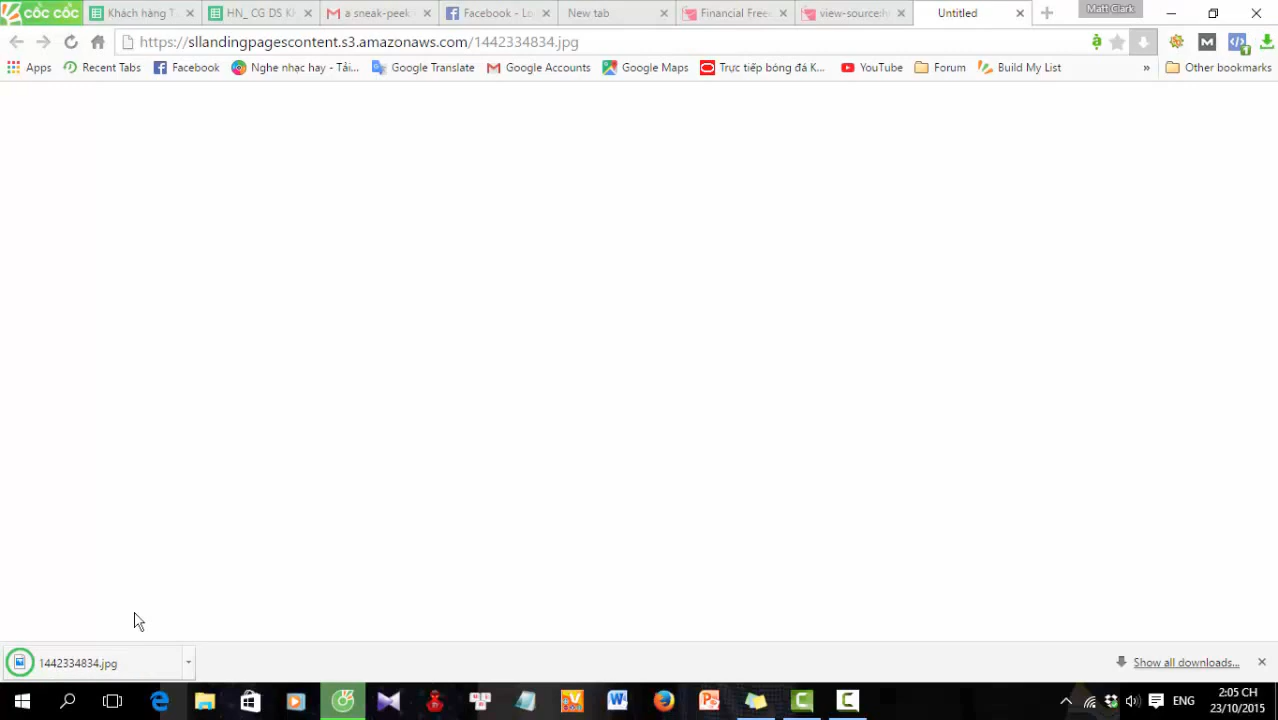 cốc cốc
Khách hàng T
HN_ CG DS KH
a sneak-peek
Facebook - Lo
New tab
Financial Free
view-source:h
Untitled
Matt Clark
https://sllandingpagescontent.s3.amazonaws.com/1442334834.jpg
Apps
Recent Tabs
Facebook
Nghe nhạc hay - Tải...
Google Translate
Google Accounts
Google Maps
Trực tiếp bóng đá K...
YouTube
Forum
Build My List
»
Other bookmarks
1442334834.jpg
Show all downloads...
ENG
2:05 CH
23/10/2015